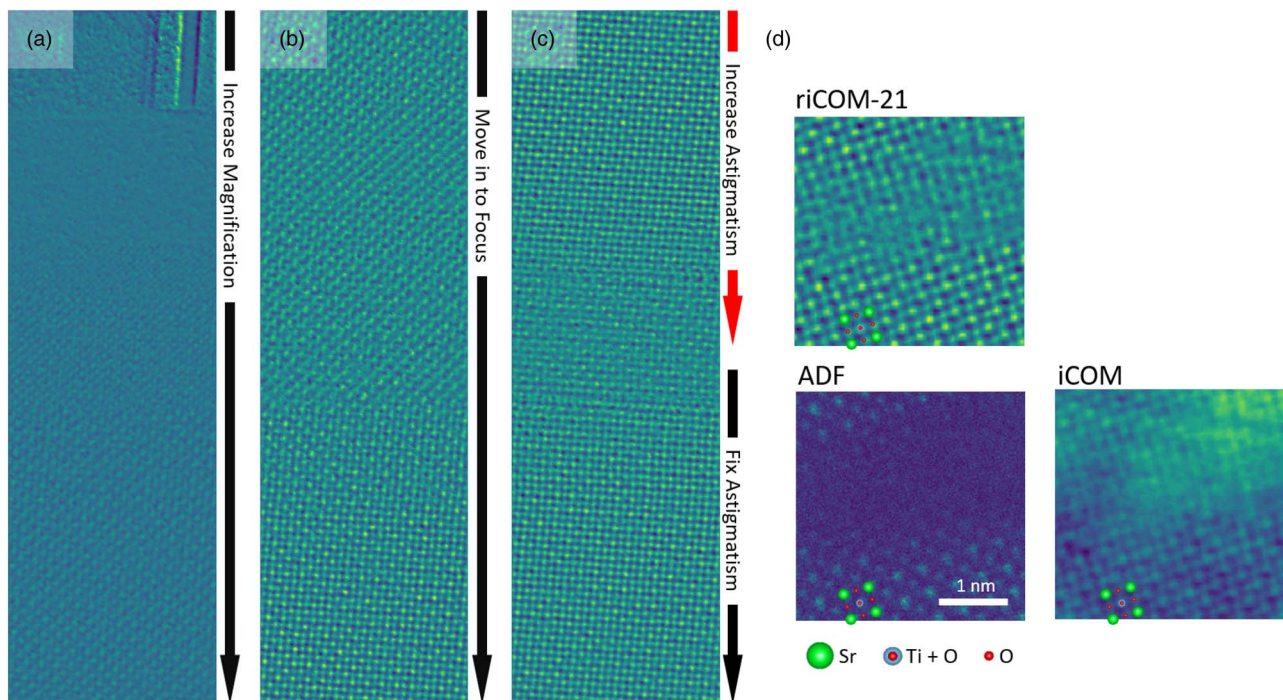 (a)
Increase Magnification
(b)
Move in to Focus
(c)
Increase Astigmatism
Fix Astigmatism
(d)
riCOM-21
ADF
iCOM
1 nm
Sr
Ti + O
O